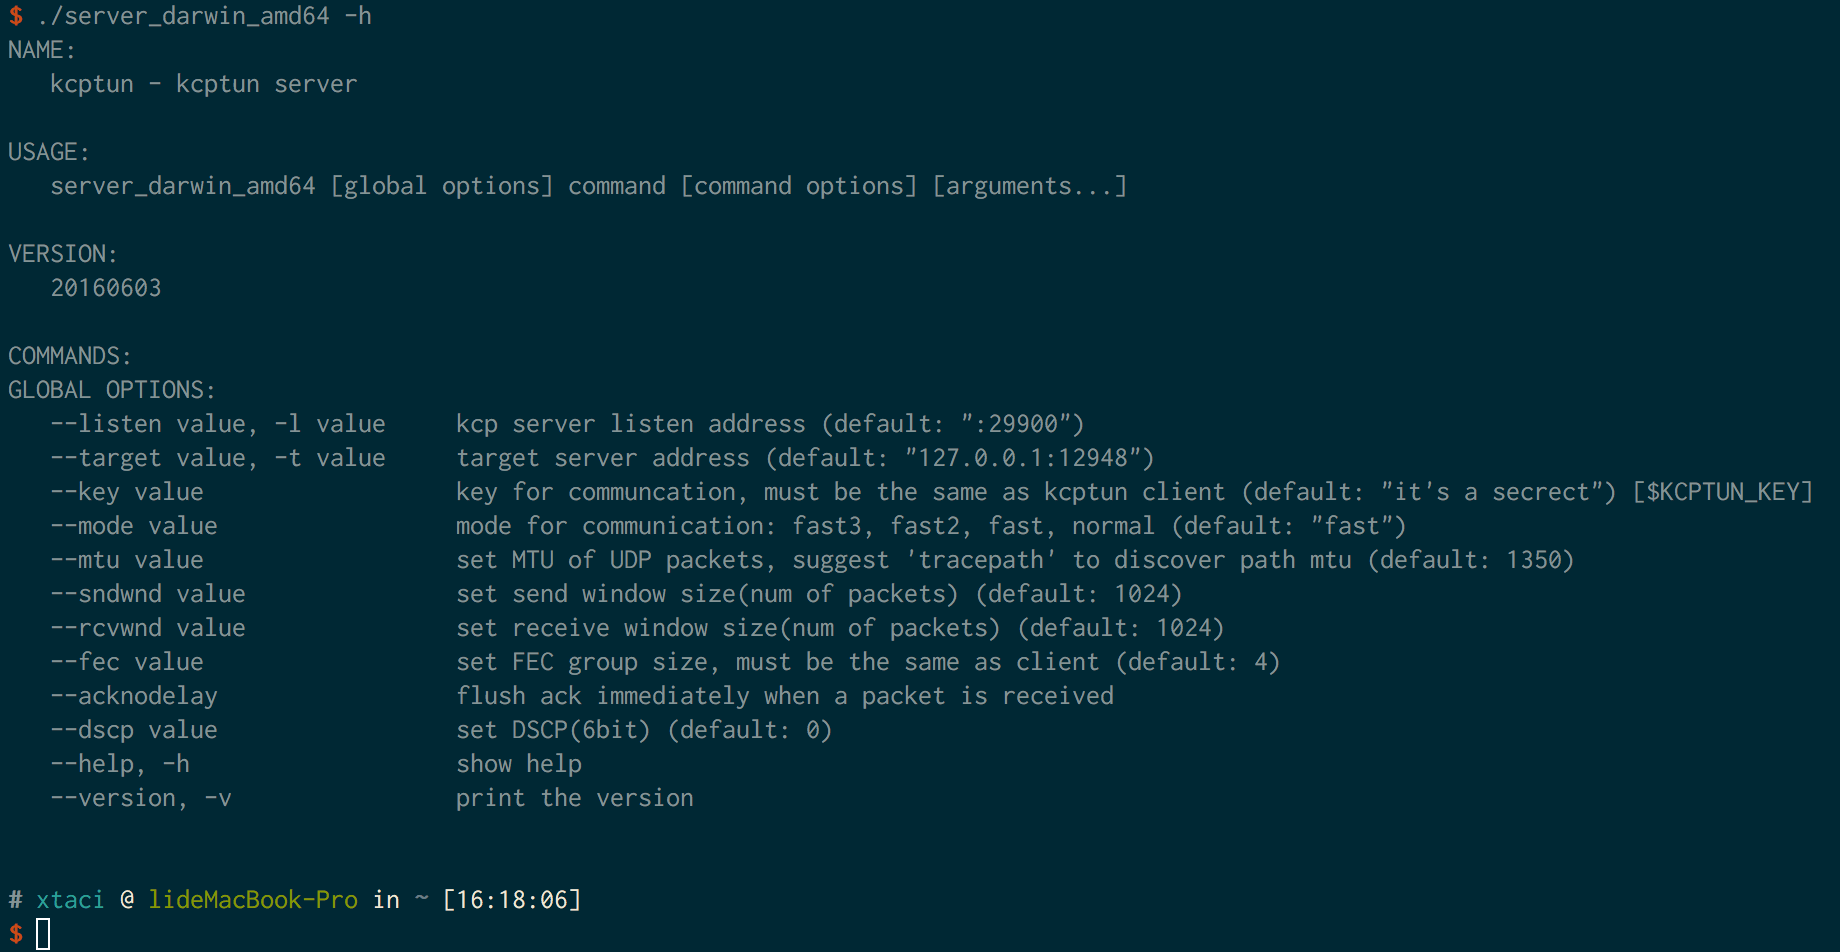 $ ./server_darwin_amd64 -h
NAME:
   kcptun - kcptun server

USAGE:
   server_darwin_amd64 [global options] command [command options] [arguments...]

VERSION:
   20160603

COMMANDS:
GLOBAL OPTIONS:
   --listen value, -l value     kcp server listen address (default: ":29900")
   --target value, -t value     target server address (default: "127.0.0.1:12948")
   --key value                  key for communcation, must be the same as kcptun client (default: "it's a secrect") [$KCPTUN_KEY]
   --mode value                 mode for communication: fast3, fast2, fast, normal (default: "fast")
   --mtu value                  set MTU of UDP packets, suggest 'tracepath' to discover path mtu (default: 1350)
   --sndwnd value               set send window size(num of packets) (default: 1024)
   --rcvwnd value               set receive window size(num of packets) (default: 1024)
   --fec value                  set FEC group size, must be the same as client (default: 4)
   --acknodelay                 flush ack immediately when a packet is received
   --dscp value                 set DSCP(6bit) (default: 0)
   --help, -h                   show help
   --version, -v                print the version

# xtaci @ lideMacBook-Pro in ~ [16:18:06]
$